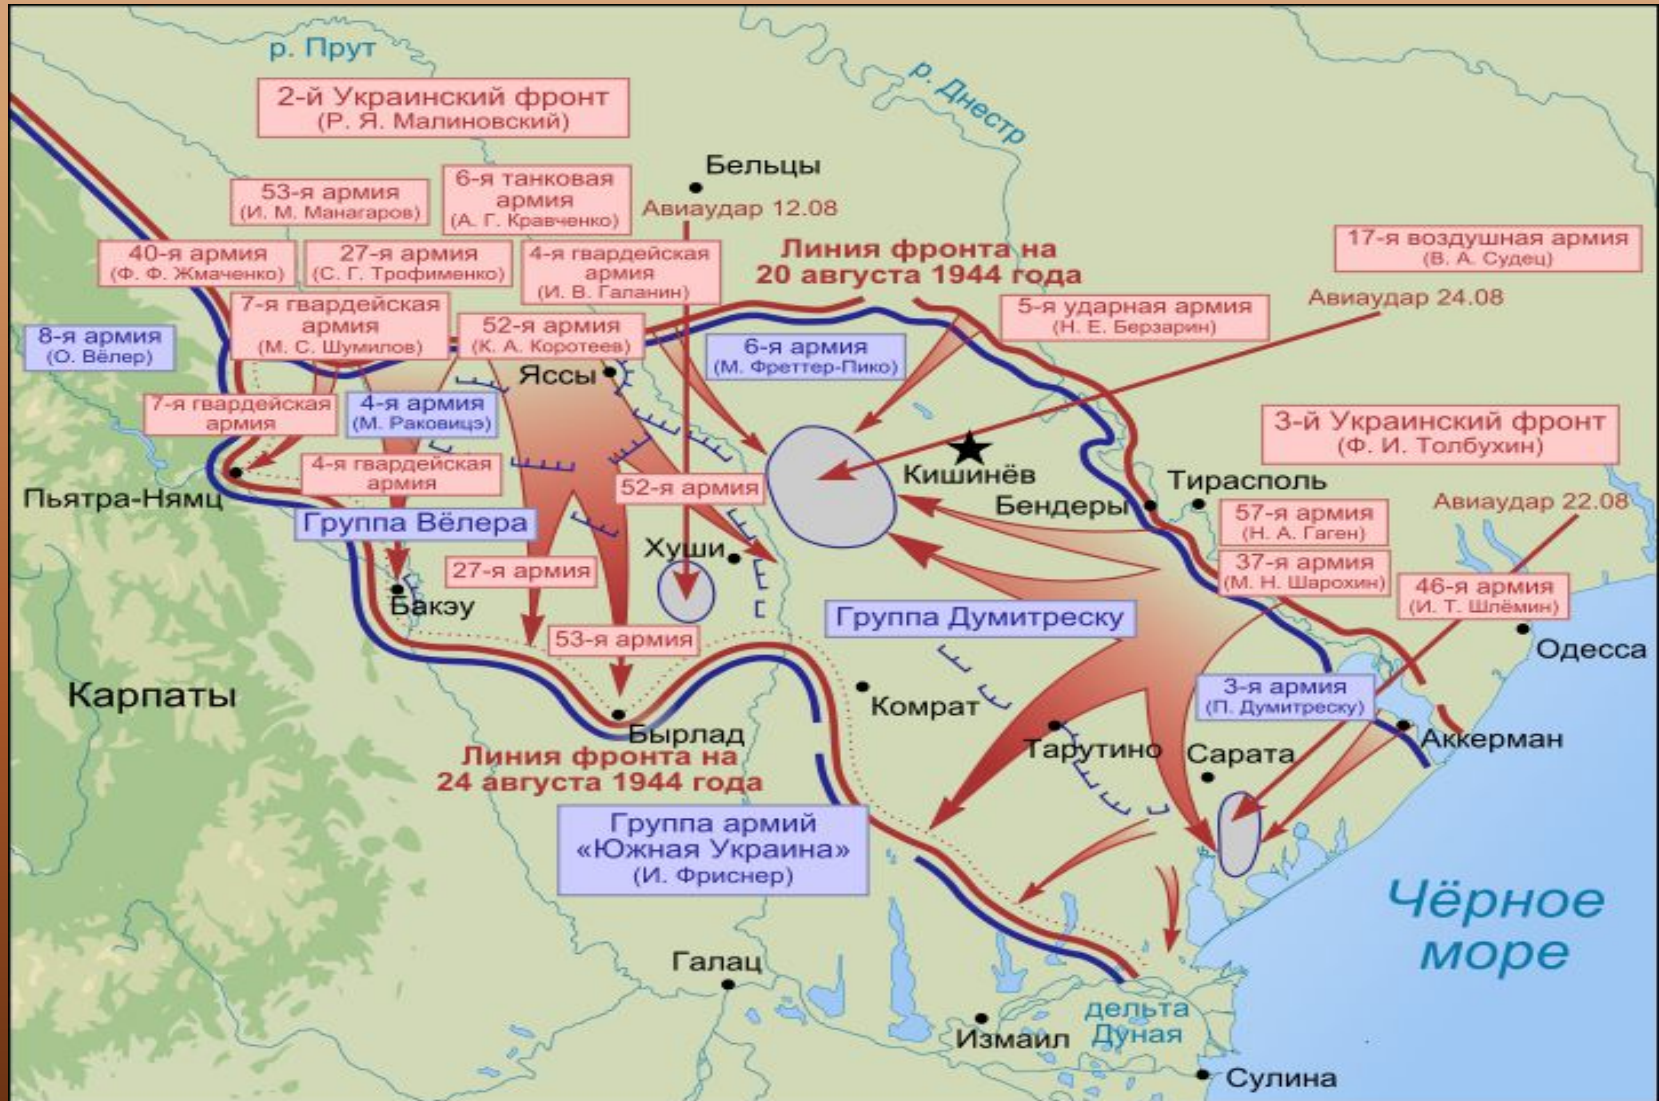 р. Прут
р. Днестр
2-й Украинский фронт
(Р. Я. Малиновский)
Бельцы
Авиаудар 12.08
53-я армия
(И. М. Манагаров)
6-я танковая
армия
(А. Г. Кравченко)
40-я армия
(Ф. Ф. Жмаченко)
27-я армия
(С. Г. Трофименко)
4-я гвардейская
армия
(И. В. Галанин)
Линия фронта на
20 августа 1944 года
17-я воздушная армия
(В. А. Судец)
Авиаудар 24.08
7-я гвардейская
армия
(М. С. Шумилов)
52-я армия
(К. А. Коротеев)
5-я ударная армия
(Н. Е. Берзарин)
8-я армия
(О. Вёлер)
6-я армия
(М. Фреттер-Пико)
Яссы
7-я гвардейская
армия
4-я армия
(М. Раковицэ)
3-й Украинский фронт
(Ф. И. Толбухин)
4-я гвардейская
армия
Пьятра-Нямц
52-я армия
Кишинёв
Бендеры
Тирасполь
Авиаудар 22.08
Группа Вёлера
57-я армия
(Н. А. Гаген)
Хуши
27-я армия
37-я армия
(М. Н. Шарохин)
46-я армия
(И. Т. Шлёмин)
Бакэу
Группа Думитреску
53-я армия
Одесса
Карпаты
3-я армия
(П. Думитреску)
Комрат
Бырлад
Тарутино
Сарата
Аккерман
Линия фронта на
24 августа 1944 года
Группа армий
«Южная Украина»
(И. Фриснер)
Чёрное
море
Галац
дельта
Дуная
Измаил
Сулина